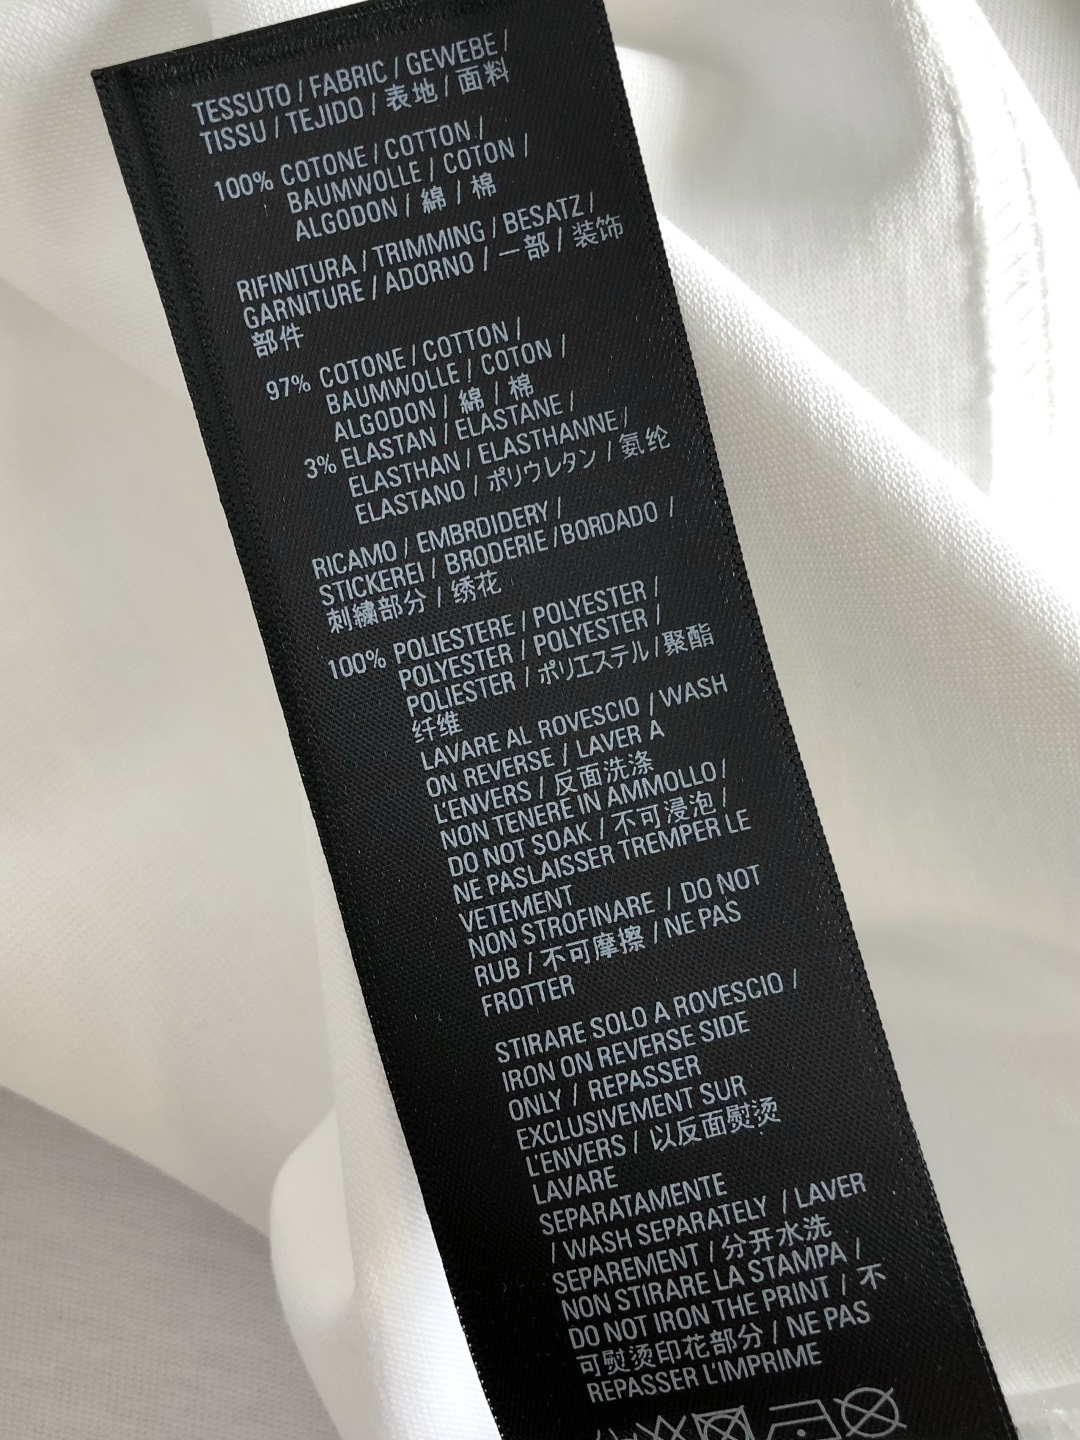 TESSUTO / FABRIC / GEWEBE /
TISSU / TEJIDO / 表地 / 面料
100% COTONE / COTTON /
BAUMWOLLE / COTON /
ALGODON / 綿 / 棉
RIFINITURA / TRIMMING / BESATZ /
GARNITURE / ADORNO / 一部 / 装饰
部件
97% COTONE / COTTON /
BAUMWOLLE / COTON /
ALGODON / 綿 / 棉
3% ELASTAN / ELASTANE /
ELASTHAN / ELASTHANNE /
ELASTANO / ポリウレタン / 氨纶
RICAMO / EMBRDIDERY /
STICKEREI / BRODERIE /BORDADO /
刺繍部分 / 绣花
100% POLIESTERE / POLYESTER /
POLYESTER / POLYESTER /
POLIESTER / ポリエステル / 聚酯
纤维
LAVARE AL ROVESCIO / WASH
ON REVERSE / LAVER A
L'ENVERS / 反面洗涤
NON TENERE IN AMMOLLO /
DO NOT SOAK / 不可浸泡 /
NE PASLAISSER TREMPER LE
VETEMENT
NON STROFINARE / DO NOT
RUB / 不可摩擦 / NE PAS
FROTTER
STIRARE SOLO A ROVESCIO /
IRON ON REVERSE SIDE
ONLY / REPASSER
EXCLUSIVEMENT SUR
L'ENVERS / 以反面熨烫
LAVARE
SEPARATAMENTE
/ WASH SEPARATELY / LAVER
SEPAREMENT / 分开水洗
NON STIRARE LA STAMPA /
DO NOT IRON THE PRINT / 不
可熨烫印花部分 / NE PAS
REPASSER L'IMPRIME